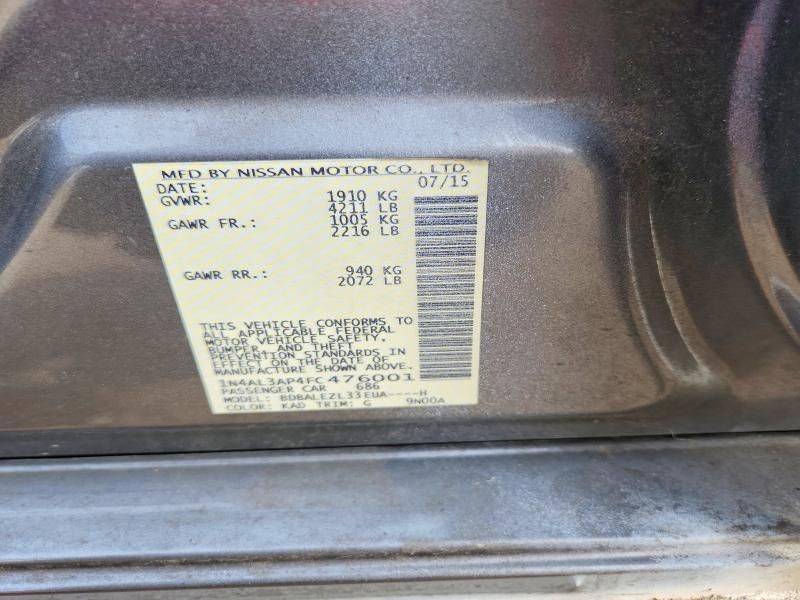 MFD BY NISSAN MOTOR CO., LTD.
DATE: 07/15
GVWR: 1910 KG
4211 LB
GAWR FR.: 1005 KG
2216 LB
GAWR RR.: 940 KG
2072 LB
THIS VEHICLE CONFORMS TO
ALL APPLICABLE FEDERAL
MOTOR VEHICLE SAFETY,
BUMPER, AND THEFT
PREVENTION STANDARDS IN
EFFECT ON THE DATE OF
MANUFACTURE SHOWN ABOVE.
1N4AL3AP4FC476001
PASSENGER CAR 686
MODEL: BDBALEZL33EUA----H
COLOR: KAD TRIM: G 9N00A